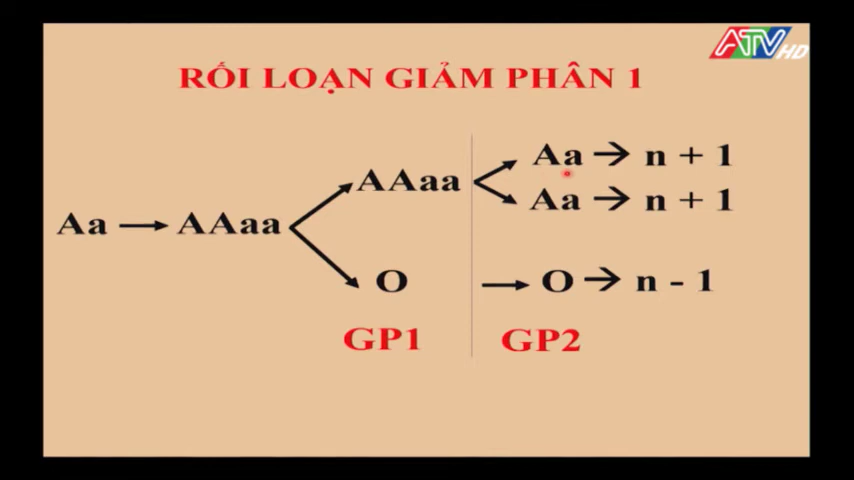 ATV HD
RỐI LOẠN GIẢM PHÂN 1
Aa → AAaa
AAaa
Aa → n + 1
Aa → n + 1
O → O → n - 1
GP1 GP2